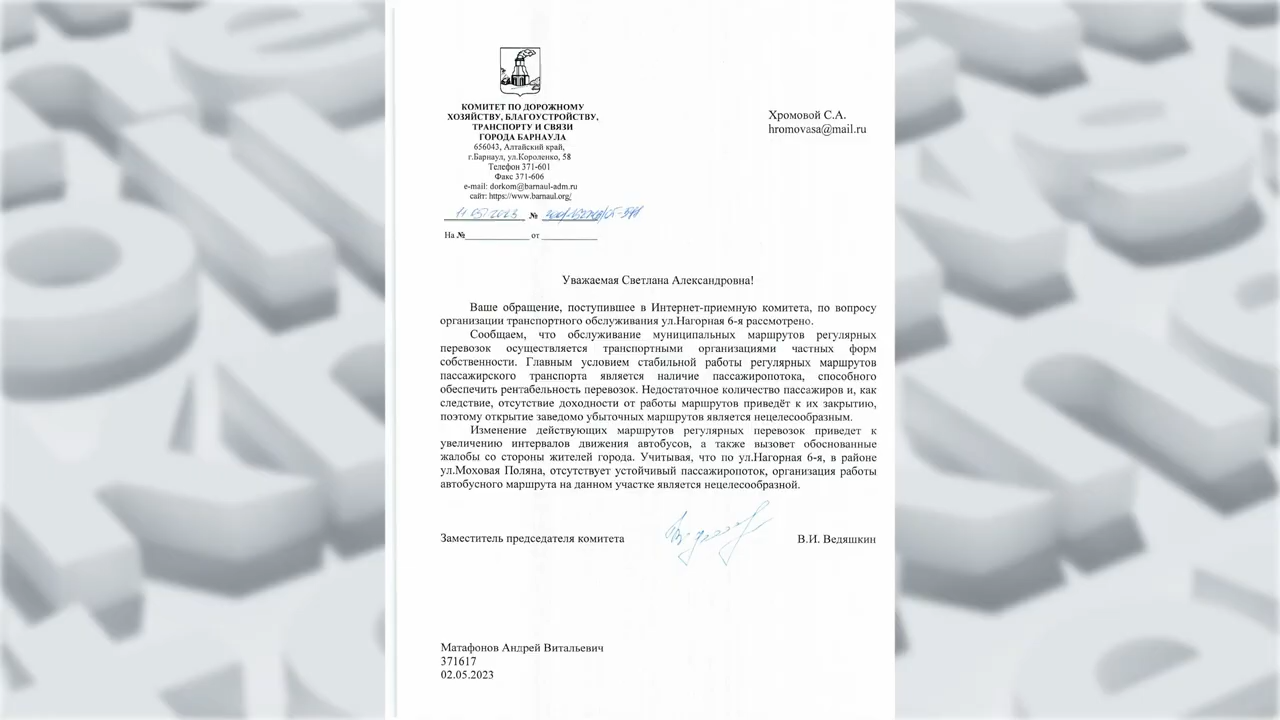 КОМИТЕТ ПО ДОРОЖНОМУ
ХОЗЯЙСТВУ, БЛАГОУСТРОЙСТВУ,
ТРАНСПОРТУ И СВЯЗИ
ГОРОДА БАРНАУЛА
656043, Алтайский край,
г.Барнаул, ул.Короленко, 58
Телефон 371-601
Факс 371-606
e-mail: dorkom@barnaul-adm.ru
сайт: https://www.barnaul.org/
Хромовой С.А.
hromovasa@mail.ru
11.05.2023 №
На №______________ от ____________
Уважаемая Светлана Александровна!
Ваше обращение, поступившее в Интернет-приемную комитета, по вопросу
организации транспортного обслуживания ул.Нагорная 6-я рассмотрено.
Сообщаем, что обслуживание муниципальных маршрутов регулярных
перевозок осуществляется транспортными организациями частных форм
собственности. Главным условием стабильной работы регулярных маршрутов
пассажирского транспорта является наличие пассажиропотока, способного
обеспечить рентабельность перевозок. Недостаточное количество пассажиров и, как
следствие, отсутствие доходности от работы маршрутов приведёт к их закрытию,
поэтому открытие заведомо убыточных маршрутов является нецелесообразным.
Изменение действующих маршрутов регулярных перевозок приведет к
увеличению интервалов движения автобусов, а также вызовет обоснованные
жалобы со стороны жителей города. Учитывая, что по ул.Нагорная 6-я, в районе
ул.Моховая Поляна, отсутствует устойчивый пассажиропоток, организация работы
автобусного маршрута на данном участке является нецелесообразной.
Заместитель председателя комитета В.И. Ведяшкин
Матафонов Андрей Витальевич
371617
02.05.2023